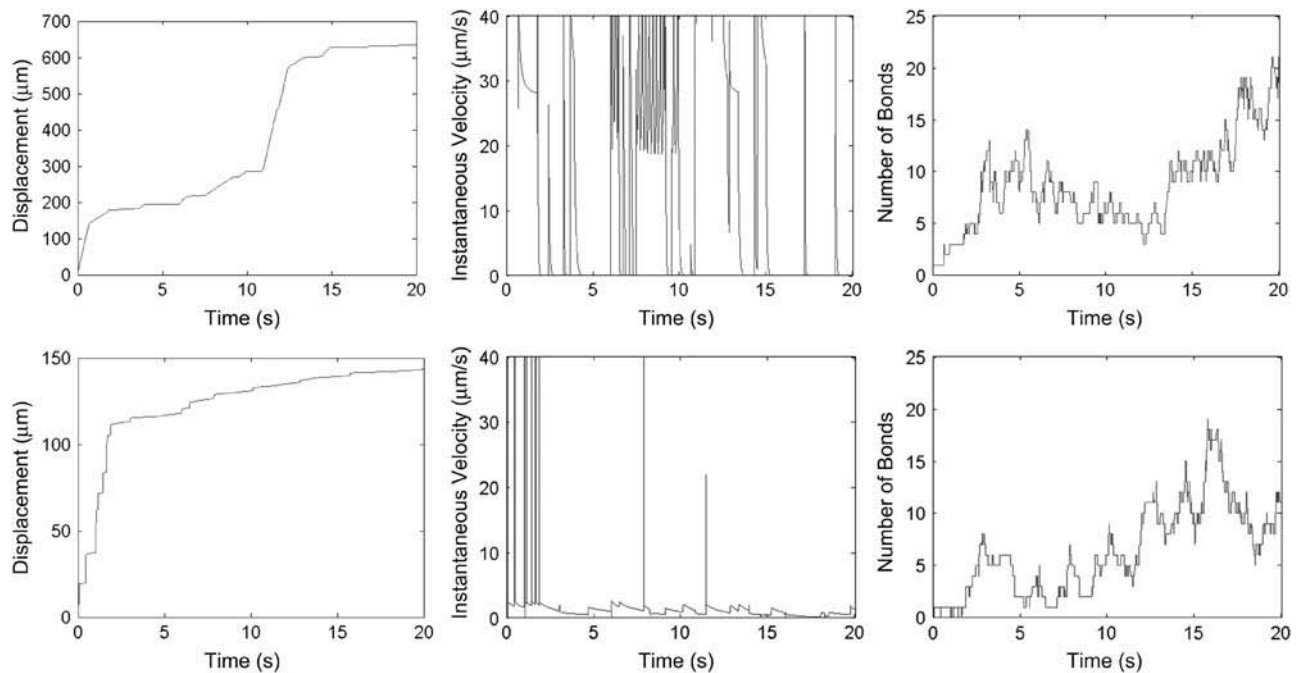 Displacement (μm)
700
600
500
400
300
200
100
0
0 5 10 15 20
Time (s)
Instantaneous Velocity (μm/s)
40
30
20
10
0
0 5 10 15 20
Time (s)
Number of Bonds
25
20
15
10
5
0
0 5 10 15 20
Time (s)
Displacement (μm)
150
100
50
0
0 5 10 15 20
Time (s)
Instantaneous Velocity (μm/s)
40
30
20
10
0
0 5 10 15 20
Time (s)
Number of Bonds
25
20
15
10
5
0
0 5 10 15 20
Time (s)